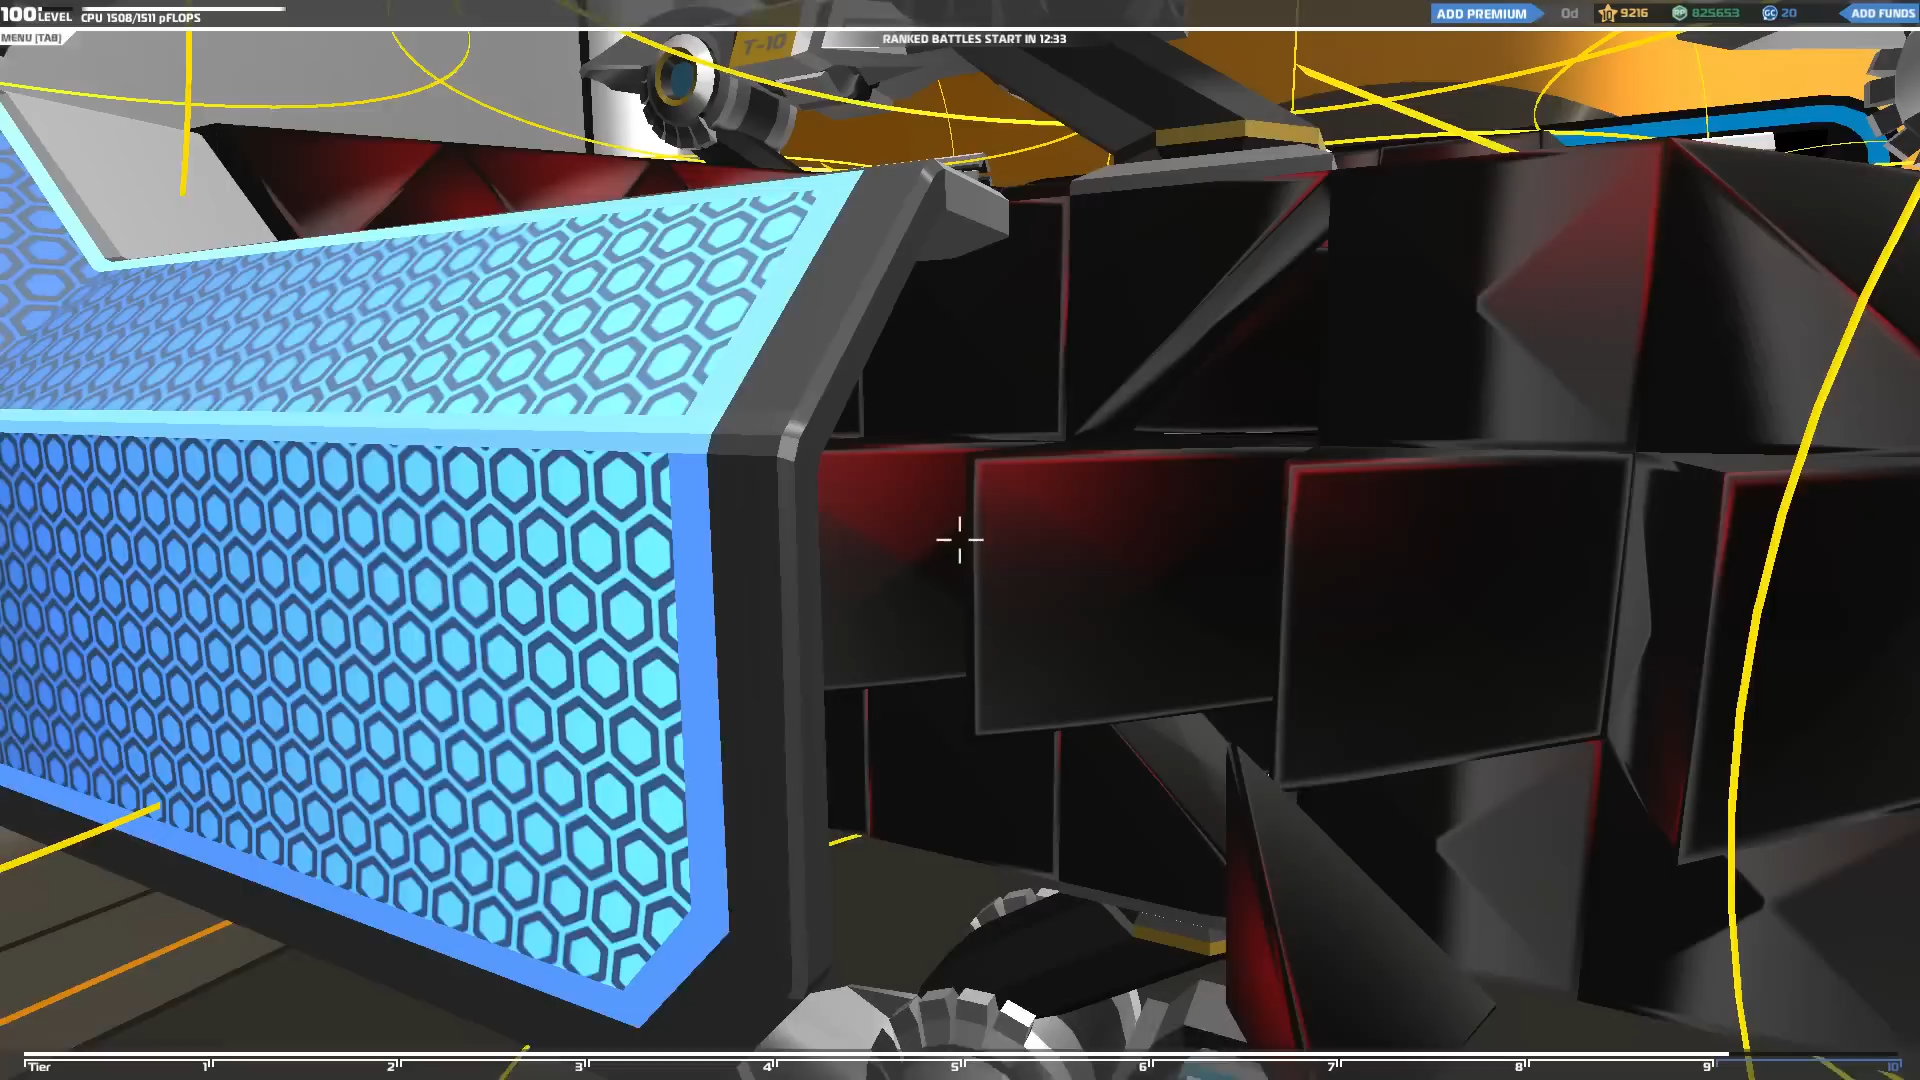 100 LEVEL CPU 1508/1511 pFLOPS
ADD PREMIUM 0d 9216 825653 GC 20 ADD FUNDS
MENU [TAB]
RANKED BATTLES START IN 12:33
T-10
Tier 1 2 3 4 5 6 7 8 9 10